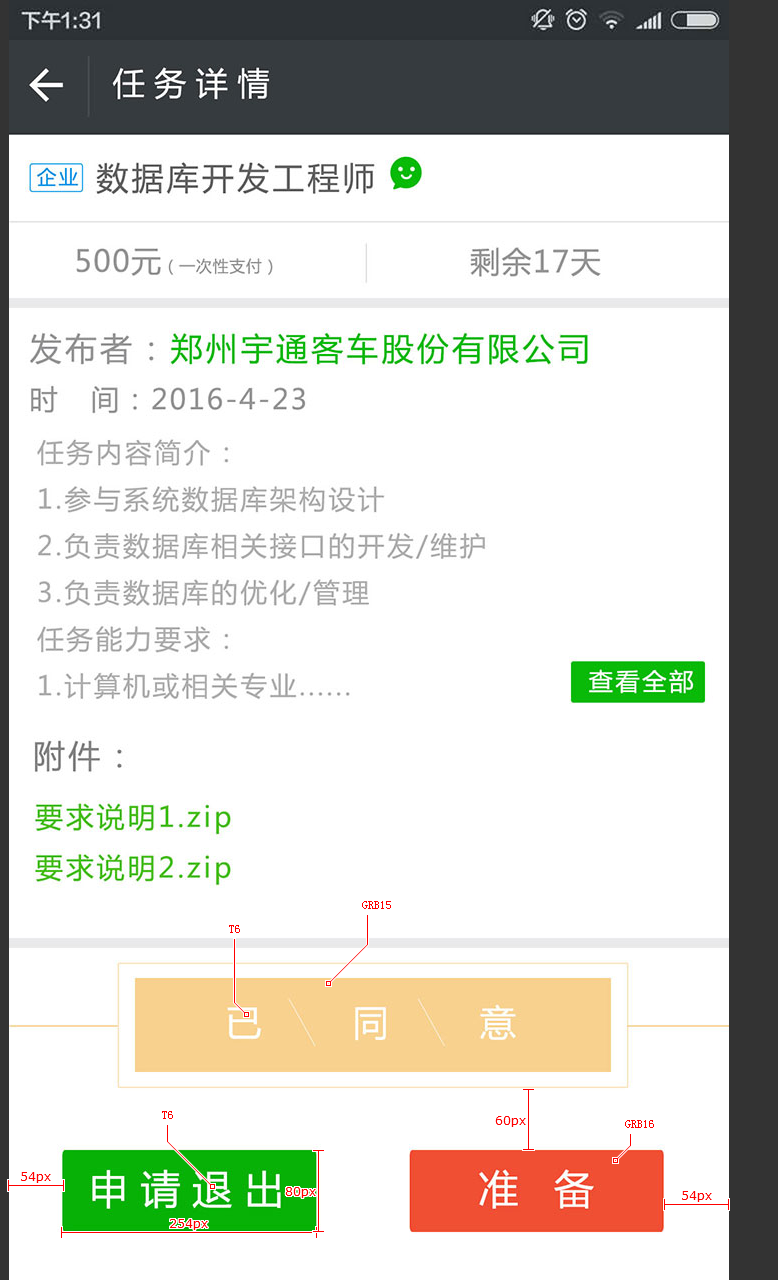 下午1:31
任务详情
企业 数据库开发工程师
500元(一次性支付) 剩余17天
发布者:郑州宇通客车股份有限公司
时 间:2016-4-23
任务内容简介:
1.参与系统数据库架构设计
2.负责数据库相关接口的开发/维护
3.负责数据库的优化/管理
任务能力要求:
1.计算机或相关专业...... 查看全部
附件:
要求说明1.zip
要求说明2.zip
GRB15
T6
已 同 意
T6
60px
GRB16
54px
申请退出
80px
254px
准 备
54px